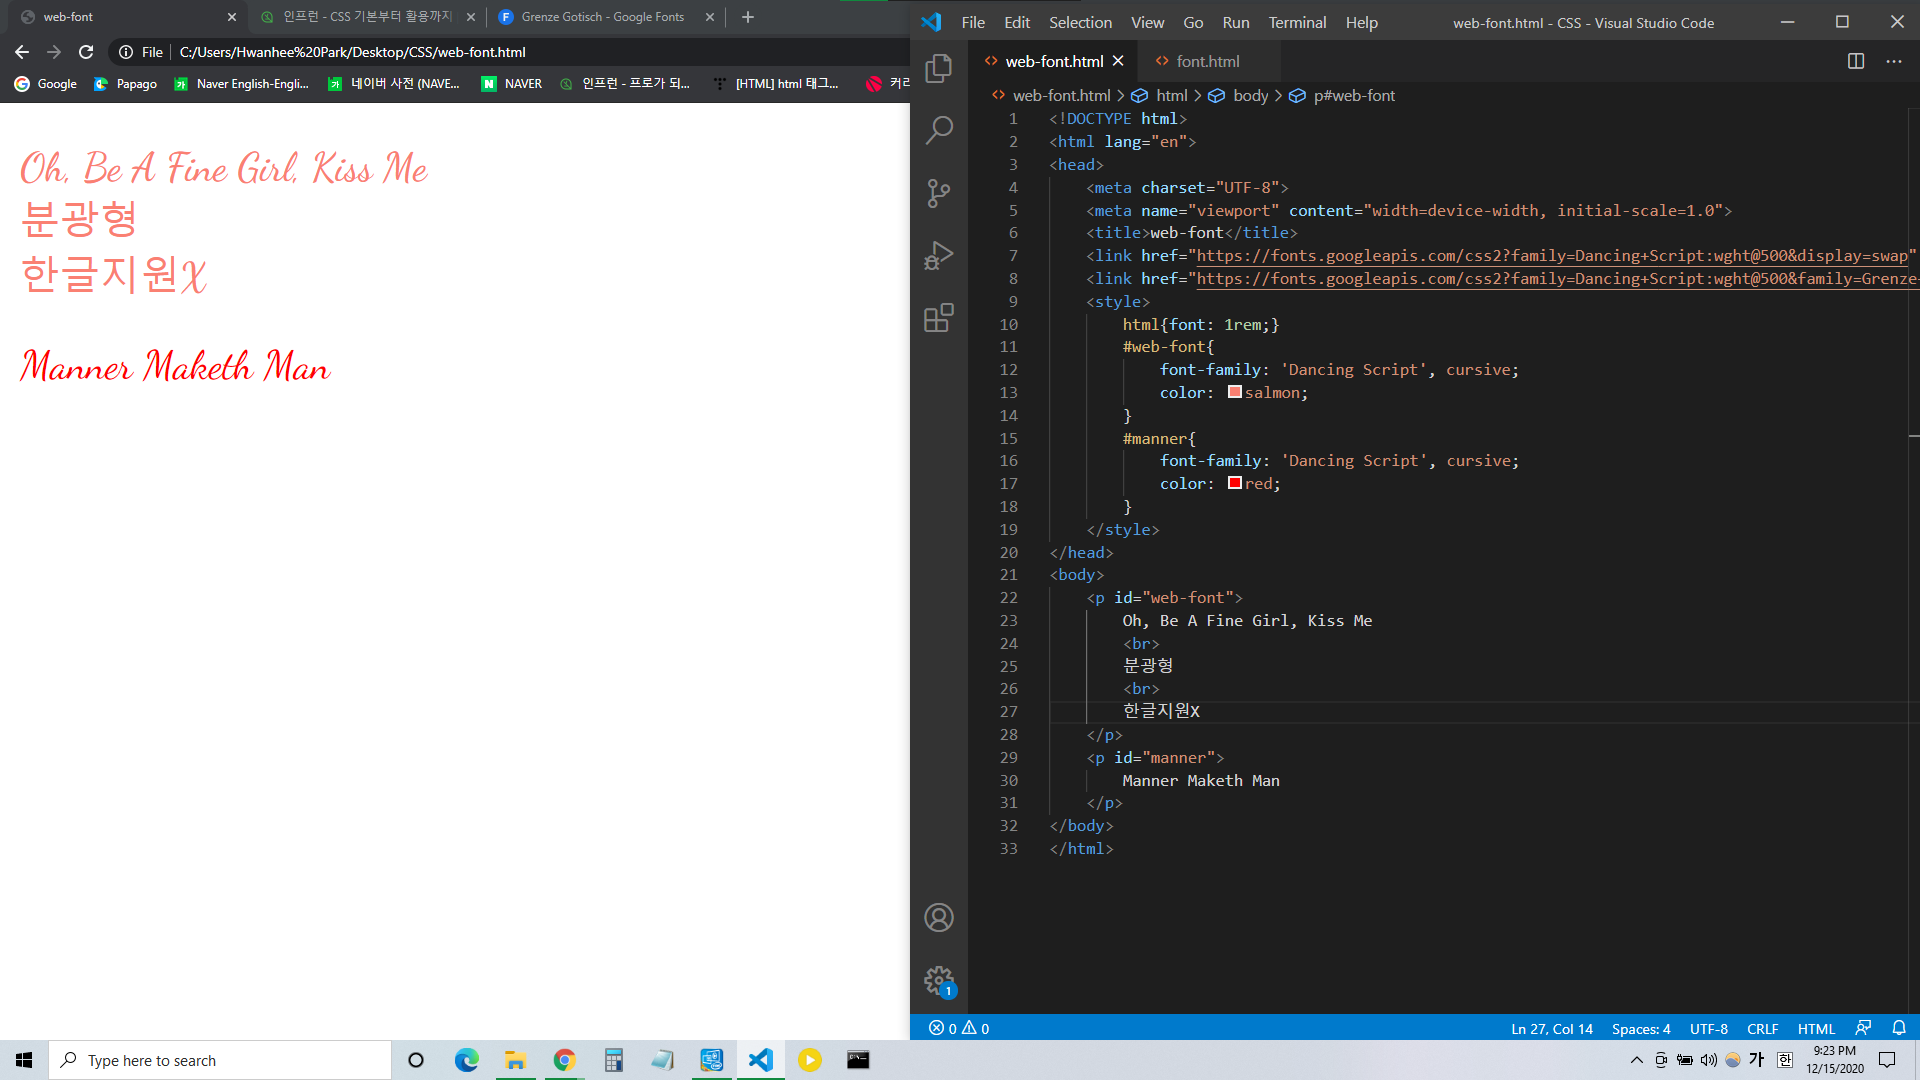 web-font
인프런 - CSS 기본부터 활용까지
Grenze Gotisch - Google Fonts
File
C:/Users/Hwanhee%20Park/Desktop/CSS/web-font.html
Google
Papago
Naver English-Engli...
네이버 사전 (NAVE...
NAVER
인프런 - 프로가 되...
[HTML] html 태그...
커리
Oh, Be A Fine Girl, Kiss Me
분광형
한글지원X
Manner Maketh Man
File Edit Selection View Go Run Terminal Help
web-font.html - CSS - Visual Studio Code
web-font.html
font.html
web-font.html > html > body > p#web-font
1 <!DOCTYPE html>
2 <html lang="en">
3 <head>
4 <meta charset="UTF-8">
5 <meta name="viewport" content="width=device-width, initial-scale=1.0">
6 <title>web-font</title>
7 <link href="https://fonts.googleapis.com/css2?family=Dancing+Script:wght@500&display=swap"
8 <link href="https://fonts.googleapis.com/css2?family=Dancing+Script:wght@500&family=Grenze+
9 <style>
10 html{font: 1rem;}
11 #web-font{
12 font-family: 'Dancing Script', cursive;
13 color: salmon;
14 }
15 #manner{
16 font-family: 'Dancing Script', cursive;
17 color: red;
18 }
19 </style>
20 </head>
21 <body>
22 <p id="web-font">
23 Oh, Be A Fine Girl, Kiss Me
24 <br>
25 분광형
26 <br>
27 한글지원X
28 </p>
29 <p id="manner">
30 Manner Maketh Man
31 </p>
32 </body>
33 </html>
1
0 0
Ln 27, Col 14
Spaces: 4
UTF-8
CRLF
HTML
Type here to search
가
한
9:23 PM
12/15/2020